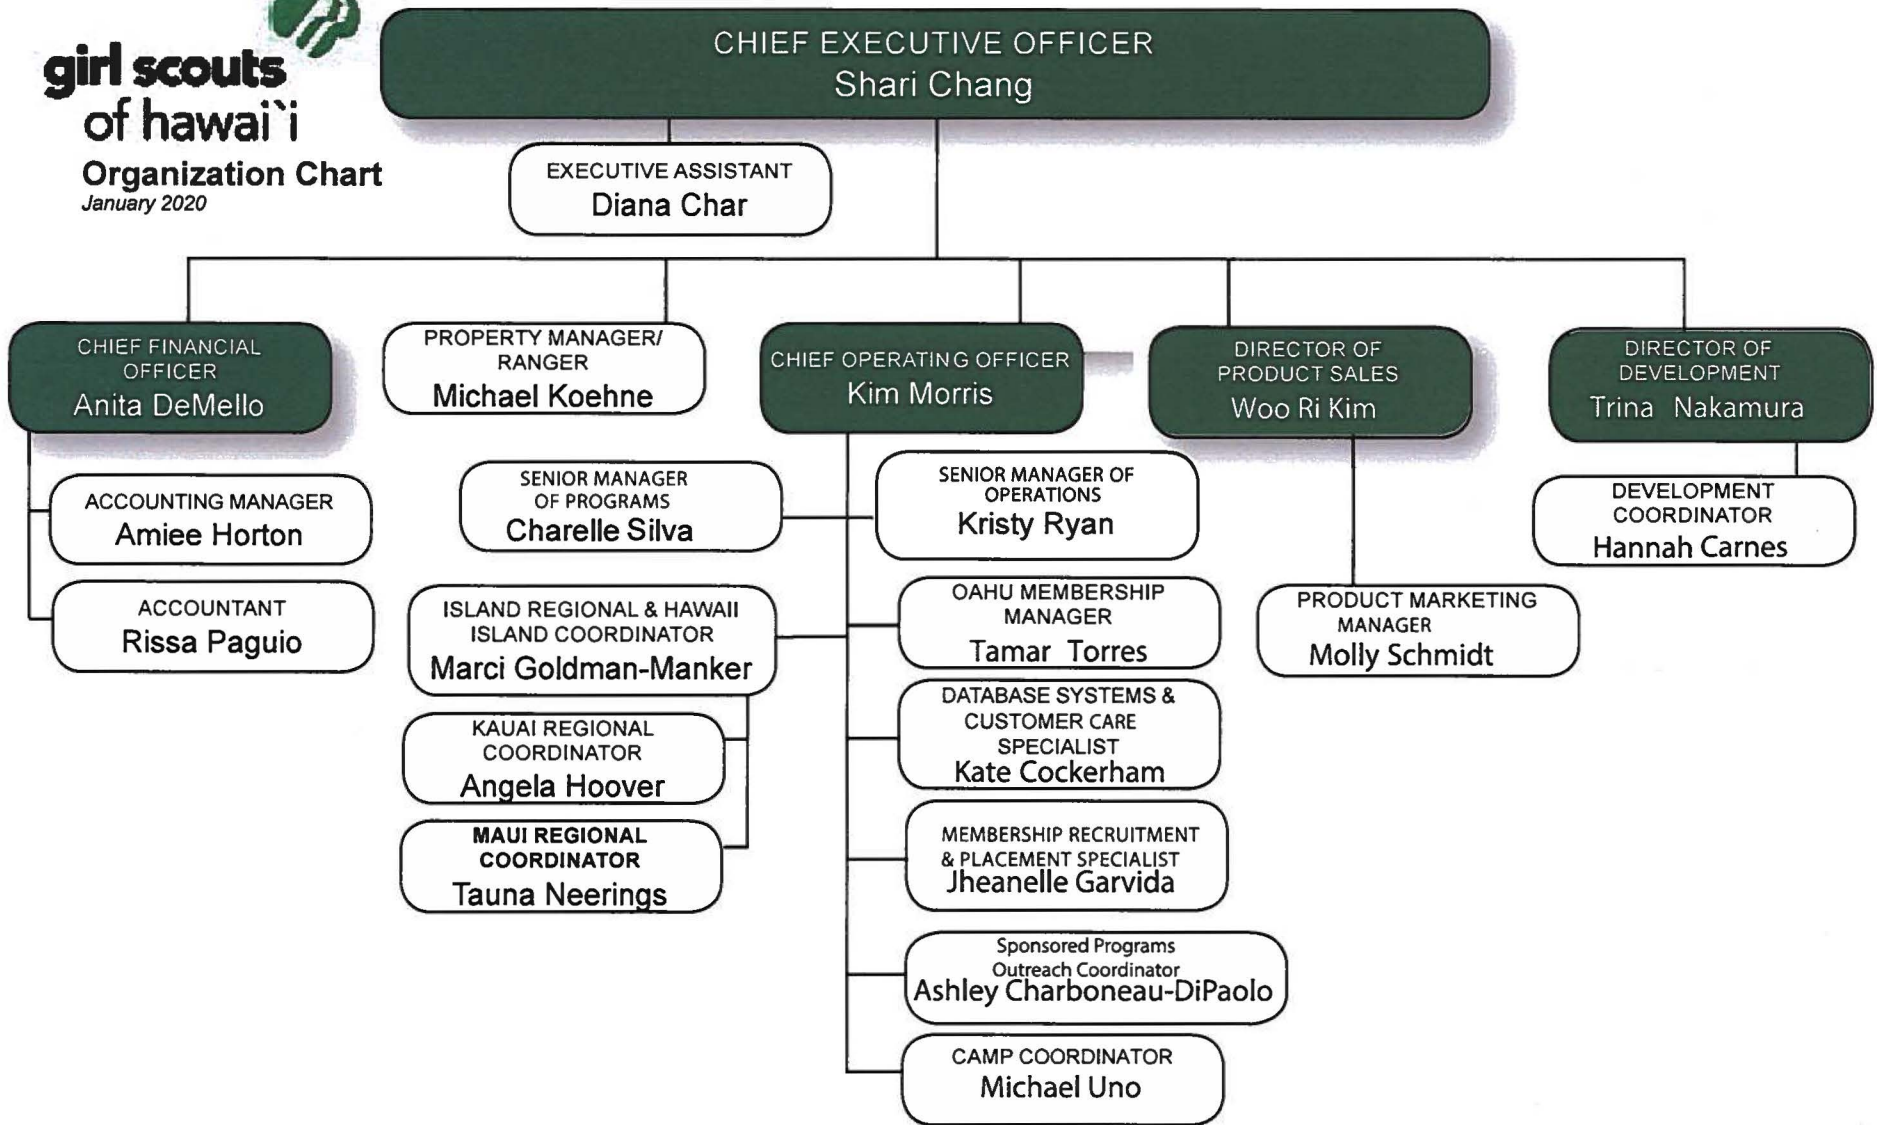 girl scouts
of hawai`i
Organization Chart
January 2020
CHIEF EXECUTIVE OFFICER
Shari Chang
EXECUTIVE ASSISTANT
Diana Char
CHIEF FINANCIAL
OFFICER
Anita DeMello
ACCOUNTING MANAGER
Amiee Horton
ACCOUNTANT
Rissa Paguio
PROPERTY MANAGER/
RANGER
Michael Koehne
CHIEF OPERATING OFFICER
Kim Morris
SENIOR MANAGER
OF PROGRAMS
Charelle Silva
ISLAND REGIONAL & HAWAII
ISLAND COORDINATOR
Marci Goldman-Manker
KAUAI REGIONAL
COORDINATOR
Angela Hoover
MAUI REGIONAL
COORDINATOR
Tauna Neerings
SENIOR MANAGER OF
OPERATIONS
Kristy Ryan
OAHU MEMBERSHIP
MANAGER
Tamar Torres
DATABASE SYSTEMS &
CUSTOMER CARE
SPECIALIST
Kate Cockerham
MEMBERSHIP RECRUITMENT
& PLACEMENT SPECIALIST
Jheanelle Garvida
Sponsored Programs
Outreach Coordinator
Ashley Charboneau-DiPaolo
CAMP COORDINATOR
Michael Uno
DIRECTOR OF
PRODUCT SALES
Woo Ri Kim
PRODUCT MARKETING
MANAGER
Molly Schmidt
DIRECTOR OF
DEVELOPMENT
Trina Nakamura
DEVELOPMENT
COORDINATOR
Hannah Carnes